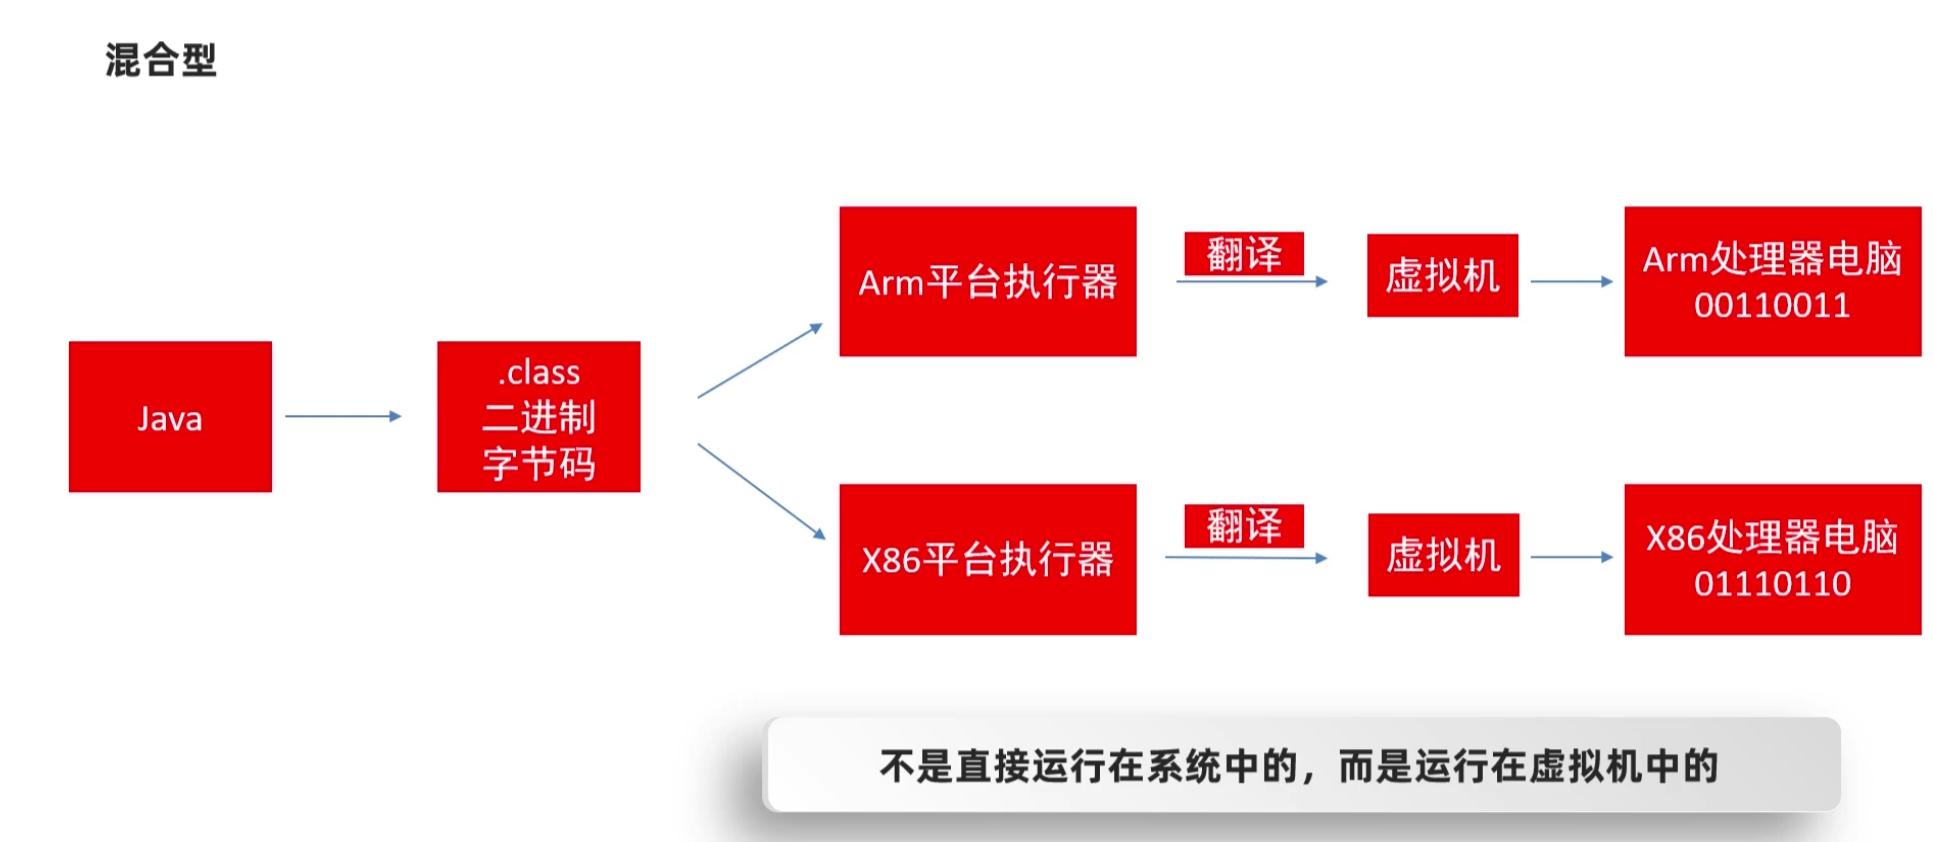 混合型
Java
.class
二进制
字节码
Arm平台执行器
翻译
虚拟机
Arm处理器电脑
00110011
X86平台执行器
翻译
虚拟机
X86处理器电脑
01110110
不是直接运行在系统中的，而是运行在虚拟机中的